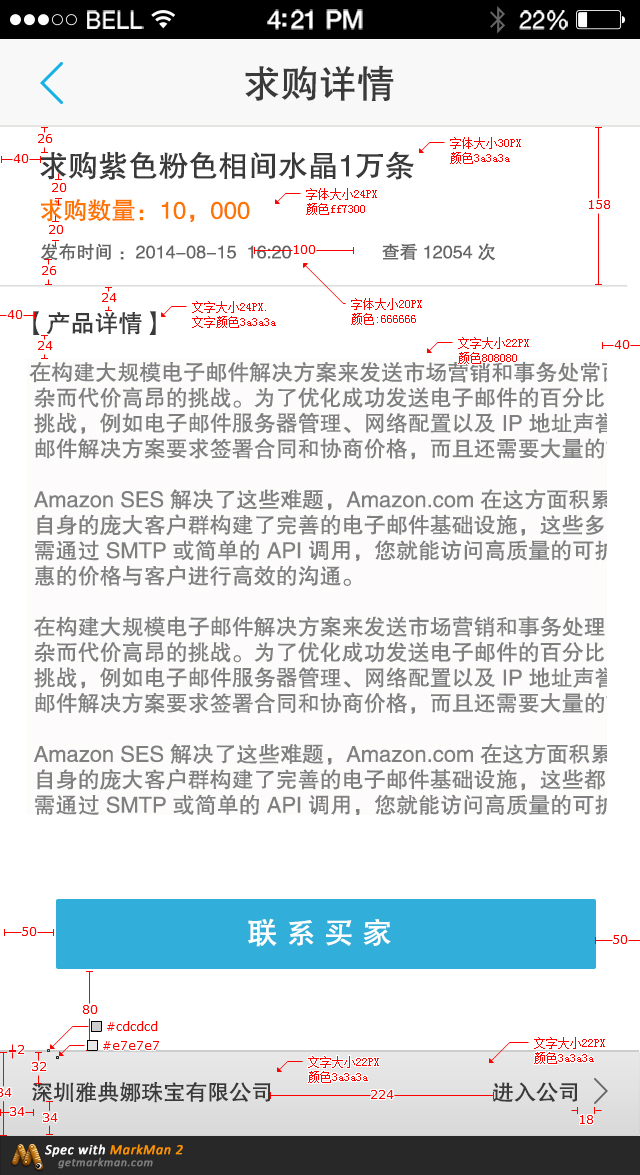 BELL 4:21 PM 22%
求购详情
26
40
求购紫色粉色相间水晶1万条
字体大小30PX
颜色3a3a3a
20
求购数量：10，000
字体大小24PX
颜色ff7300
158
20
发布时间：2014-08-15 16:20
100
查看 12054 次
26
24
字体大小20PX
颜色:666666
40
【产品详情】
文字大小24PX.
文字颜色3a3a3a
24
文字大小22PX
颜色808080
40
在构建大规模电子邮件解决方案来发送市场营销和事务处常
杂而代价高昂的挑战。为了优化成功发送电子邮件的百分比
挑战，例如电子邮件服务器管理、网络配置以及 IP 地址声誉
邮件解决方案要求签署合同和协商价格，而且还需要大量的
Amazon SES 解决了这些难题，Amazon.com 在这方面积累
自身的庞大客户群构建了完善的电子邮件基础设施，这些多
需通过 SMTP 或简单的 API 调用，您就能访问高质量的可扩
惠的价格与客户进行高效的沟通。
在构建大规模电子邮件解决方案来发送市场营销和事务处理
杂而代价高昂的挑战。为了优化成功发送电子邮件的百分比
挑战，例如电子邮件服务器管理、网络配置以及 IP 地址声誉
邮件解决方案要求签署合同和协商价格，而且还需要大量的
Amazon SES 解决了这些难题，Amazon.com 在这方面积累
自身的庞大客户群构建了完善的电子邮件基础设施，这些都
需通过 SMTP 或简单的 API 调用，您就能访问高质量的可扩
50
联系买家
50
80
#cdcdcd
#e7e7e7
2
32
文字大小22PX
颜色3a3a3a
文字大小22PX
颜色3a3a3a
深圳雅典娜珠宝有限公司
224
进入公司
34
34
18
Spec with MarkMan 2
getmarkman.com